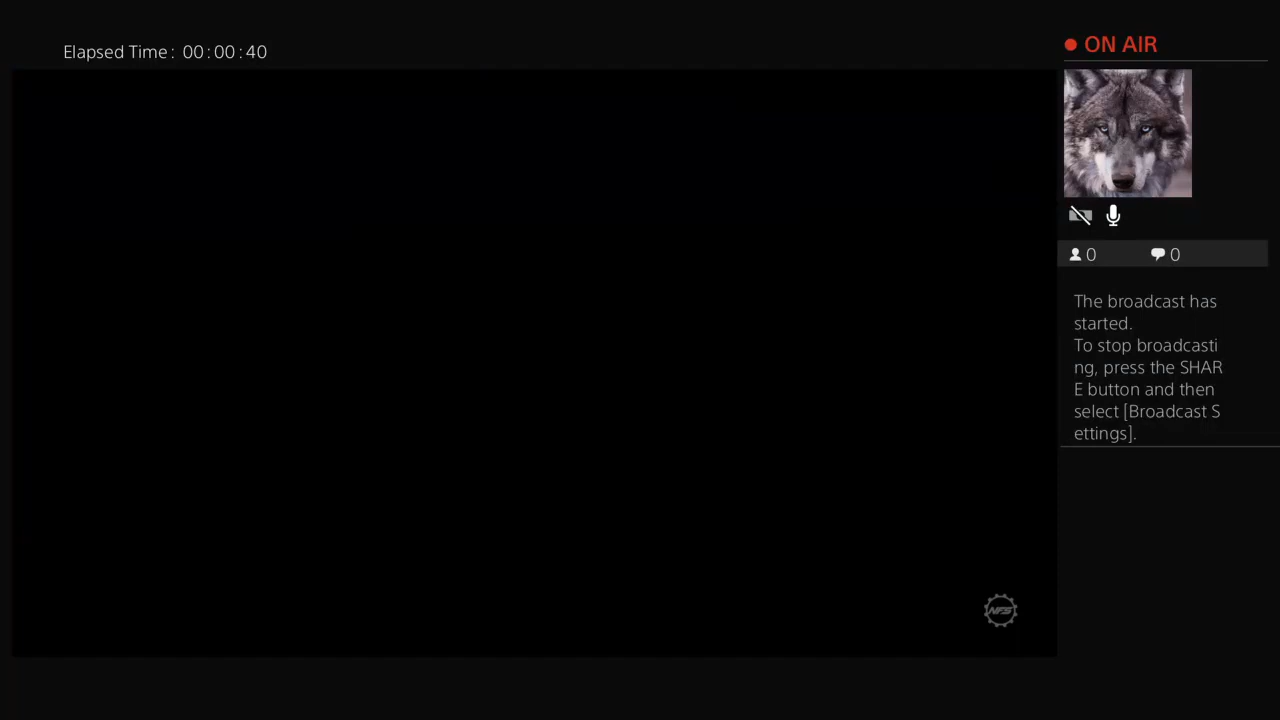 Elapsed Time: 00:00:40
ON AIR
0 0
The broadcast has
started.
To stop broadcasti
ng, press the SHAR
E button and then
select [Broadcast S
ettings].
NFS